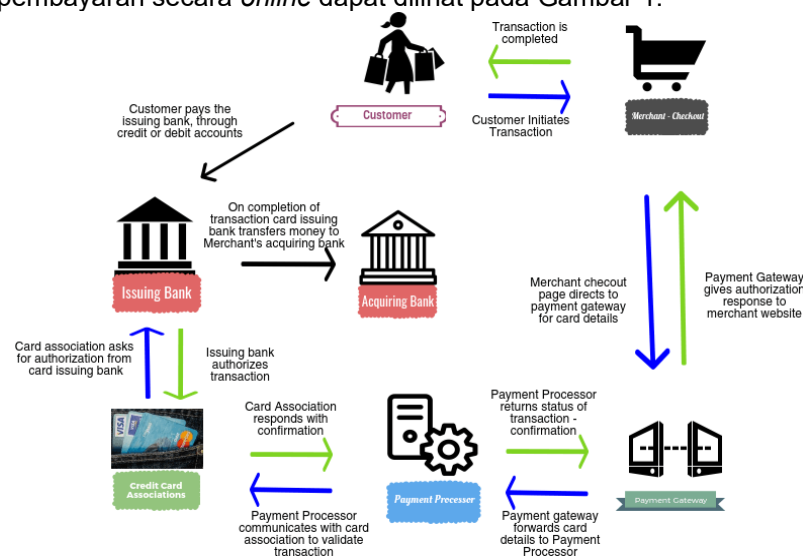 pembayaran secara online dapat dilihat pada Gambar 1.
Transaction is
completed
Customer
Customer Initiates
Transaction
Merchant - Checkout
Customer pays the
issuing bank, through
credit or debit accounts
On completion of
transaction card issuing
bank transfers money to
Merchant's acquiring bank
Issuing Bank
Acquiring Bank
Merchant checout
page directs to
payment gateway
for card details
Payment Gateway
gives authorization
response to
merchant website
Card association asks
for authorization from
card issuing bank
Issuing bank
authorizes
transaction
Card Association
responds with
confirmation
Payment Processor
returns status of
transaction -
confirmation
VISA
Credit Card
Associations
Payment Processor
Payment Gateway
Payment Processor
communicates with card
association to validate
transaction
Payment gateway
forwards card
details to Payment
Processor